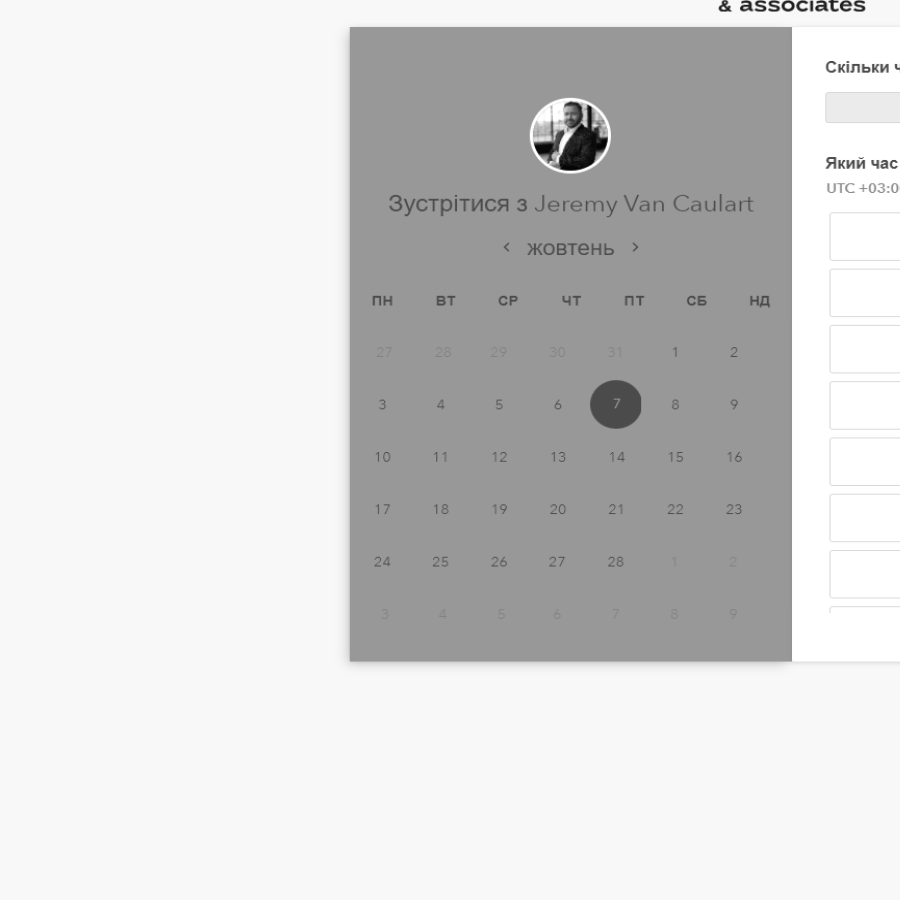 & associates
Зустрітися з Jeremy Van Caulart
жовтень
ПН ВТ СР ЧТ ПТ СБ НД
27 28 29 30 31 1 2
3 4 5 6 7 8 9
10 11 12 13 14 15 16
17 18 19 20 21 22 23
24 25 26 27 28 1 2
3 4 5 6 7 8 9
Скільки
Який час
UTC +03:0